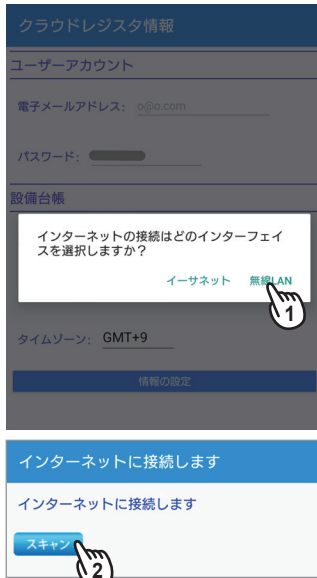 クラウドレジスタ情報
ユーザーアカウント
電子メールアドレス: o@o.com
パスワード:
設備台帳
インターネットの接続はどのインターフェイ
スを選択しますか？
イーサネット 無線LAN
1
タイムゾーン: GMT+9
情報の設定
インターネットに接続します
インターネットに接続します
スキャン
2